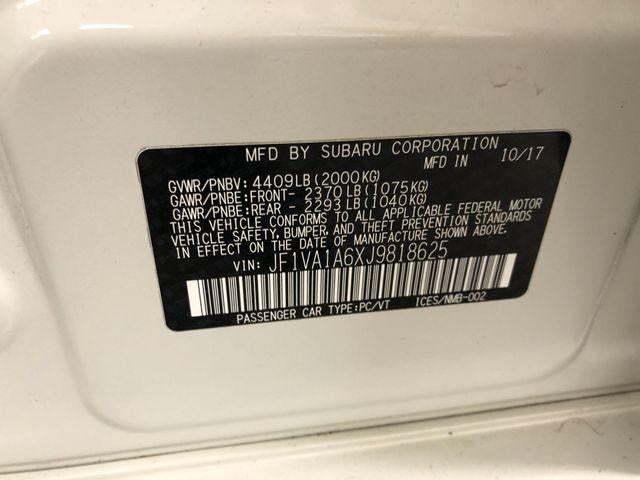 MFD BY SUBARU CORPORATION
MFD IN 10/17
GVWR/PNBV: 4409LB(2000KG)
GAWR/PNBE:FRONT- 2370LB(1075KG)
GAWR/PNBE:REAR - 2293LB(1040KG)
THIS VEHICLE CONFORMS TO ALL APPLICABLE FEDERAL MOTOR
VEHICLE SAFETY, BUMPER, AND THEFT PREVENTION STANDARDS
IN EFFECT ON THE DATE OF MANUFACTURE SHOWN ABOVE.
VIN: JF1VA1A6XJ9818625
PASSENGER CAR TYPE:PC/VT ICES/NMB-002